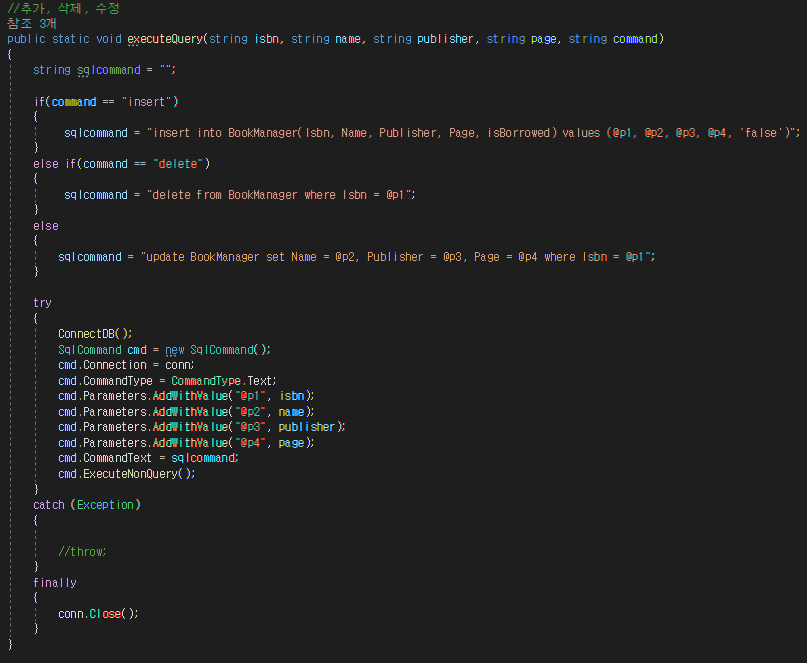 //추가, 삭제, 수정
참조 3개
public static void executeQuery(string isbn, string name, string publisher, string page, string command)
{
string sqlcommand = "";
if(command == "insert")
{
sqlcommand = "insert into BookManager(Isbn, Name, Publisher, Page, isBorrowed) values (@p1, @p2, @p3, @p4, 'false')";
}
else if(command == "delete")
{
sqlcommand = "delete from BookManager where Isbn = @p1";
}
else
{
sqlcommand = "update BookManager set Name = @p2, Publisher = @p3, Page = @p4 where Isbn = @p1";
}
try
{
ConnectDB();
SqlCommand cmd = new SqlCommand();
cmd.Connection = conn;
cmd.CommandType = CommandType.Text;
cmd.Parameters.AddWithValue("@p1", isbn);
cmd.Parameters.AddWithValue("@p2", name);
cmd.Parameters.AddWithValue("@p3", publisher);
cmd.Parameters.AddWithValue("@p4", page);
cmd.CommandText = sqlcommand;
cmd.ExecuteNonQuery();
}
catch (Exception)
{
//throw;
}
finally
{
conn.Close();
}
}